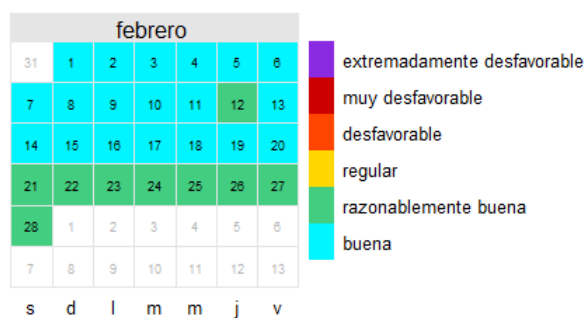 febrero
31 1 2 3 4 5 6
7 8 9 10 11 12 13
14 15 16 17 18 19 20
21 22 23 24 25 26 27
28 1 2 3 4 5 6
7 8 9 10 11 12 13
s d l m m j v
extremadamente desfavorable
muy desfavorable
desfavorable
regular
razonablemente buena
buena